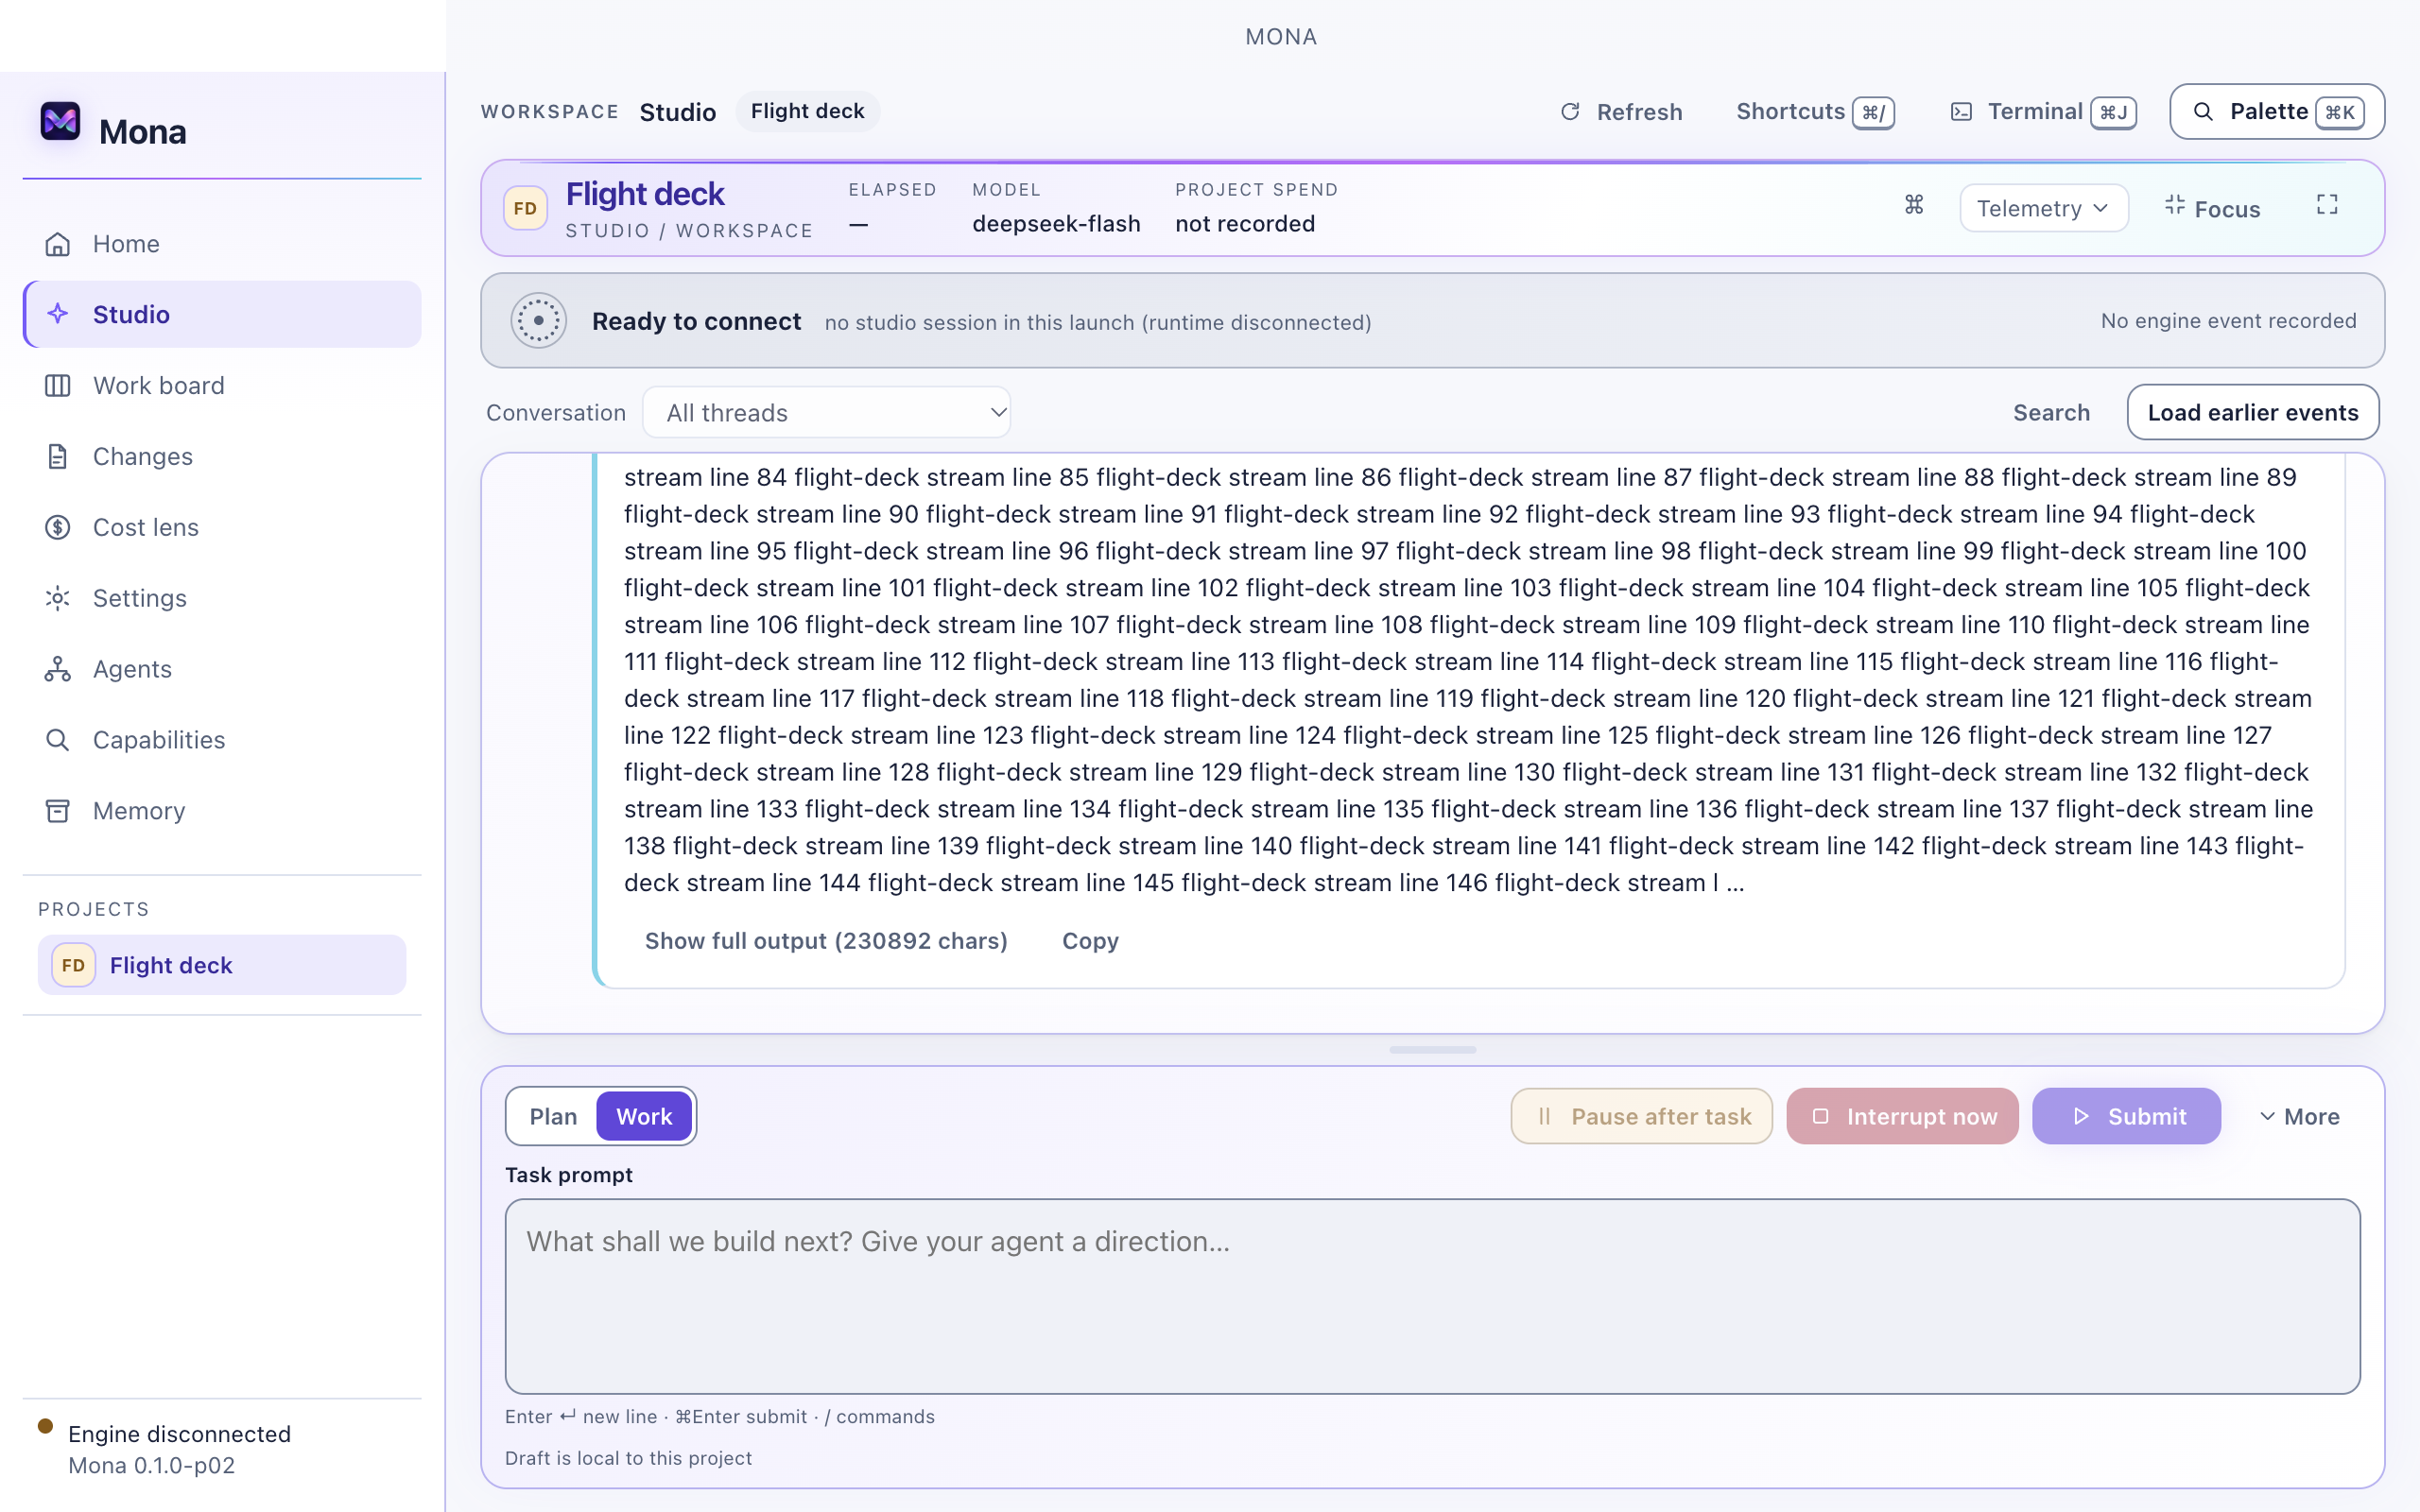 MONA
Mona
Home
Studio
Work board
Changes
Cost lens
Settings
Agents
Capabilities
Memory
PROJECTS
FD Flight deck
Engine disconnected
Mona 0.1.0-p02
WORKSPACE Studio Flight deck
Refresh Shortcuts ⌘/ Terminal ⌘J Palette ⌘K
FD Flight deck
STUDIO / WORKSPACE
ELAPSED
—
MODEL
deepseek-flash
PROJECT SPEND
not recorded
⌘ Telemetry Focus
Ready to connect no studio session in this launch (runtime disconnected) No engine event recorded
Conversation All threads Search Load earlier events
stream line 84 flight-deck stream line 85 flight-deck stream line 86 flight-deck stream line 87 flight-deck stream line 88 flight-deck stream line 89
flight-deck stream line 90 flight-deck stream line 91 flight-deck stream line 92 flight-deck stream line 93 flight-deck stream line 94 flight-deck
stream line 95 flight-deck stream line 96 flight-deck stream line 97 flight-deck stream line 98 flight-deck stream line 99 flight-deck stream line 100
flight-deck stream line 101 flight-deck stream line 102 flight-deck stream line 103 flight-deck stream line 104 flight-deck stream line 105 flight-deck
stream line 106 flight-deck stream line 107 flight-deck stream line 108 flight-deck stream line 109 flight-deck stream line 110 flight-deck stream line
111 flight-deck stream line 112 flight-deck stream line 113 flight-deck stream line 114 flight-deck stream line 115 flight-deck stream line 116 flight-
deck stream line 117 flight-deck stream line 118 flight-deck stream line 119 flight-deck stream line 120 flight-deck stream line 121 flight-deck stream
line 122 flight-deck stream line 123 flight-deck stream line 124 flight-deck stream line 125 flight-deck stream line 126 flight-deck stream line 127
flight-deck stream line 128 flight-deck stream line 129 flight-deck stream line 130 flight-deck stream line 131 flight-deck stream line 132 flight-deck
stream line 133 flight-deck stream line 134 flight-deck stream line 135 flight-deck stream line 136 flight-deck stream line 137 flight-deck stream line
138 flight-deck stream line 139 flight-deck stream line 140 flight-deck stream line 141 flight-deck stream line 142 flight-deck stream line 143 flight-
deck stream line 144 flight-deck stream line 145 flight-deck stream line 146 flight-deck stream l ...
Show full output (230892 chars) Copy
Plan Work Pause after task Interrupt now Submit More
Task prompt
What shall we build next? Give your agent a direction...
Enter ↵ new line · ⌘Enter submit · / commands
Draft is local to this project